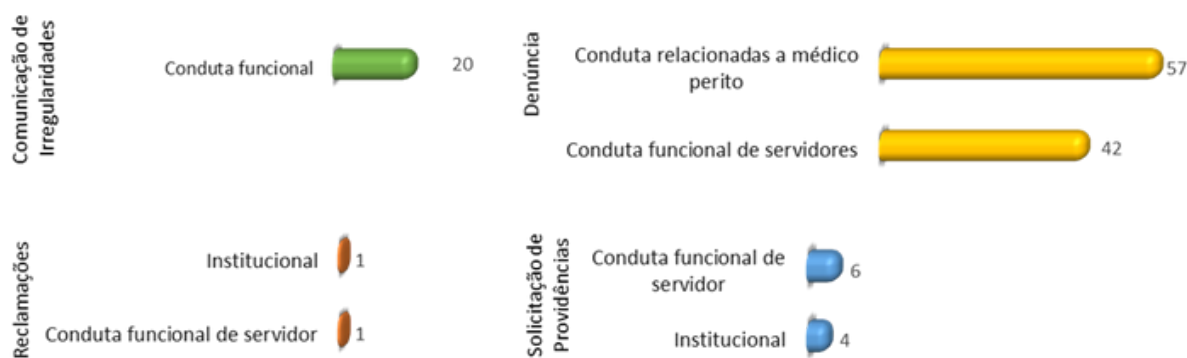 Comunicação de
Irregularidades
Conduta funcional
20
Denúncia
Conduta relacionadas a médico
perito
57
Conduta funcional de servidores
42
Reclamações
Institucional
1
Conduta funcional de servidor
1
Solicitação de
Providências
Conduta funcional de
servidor
6
Institucional
4